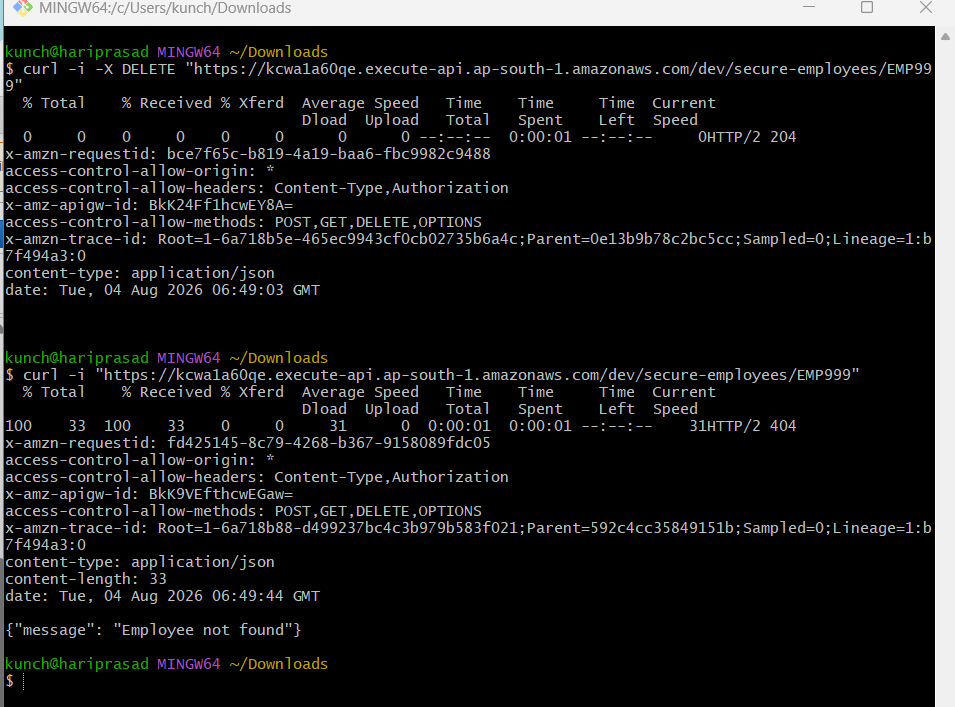 MINGW64:/c/Users/kunch/Downloads
kunch@hariprasad MINGW64 ~/Downloads
$ curl -i -X DELETE "https://kcwa1a60qe.execute-api.ap-south-1.amazonaws.com/dev/secure-employees/EMP99
9"
  % Total    % Received % Xferd  Average Speed   Time    Time     Time  Current
                                 Dload  Upload   Total   Spent    Left  Speed
  0     0    0     0    0     0      0      0 --:--:--  0:00:01 --:--:--     0HTTP/2 204
x-amzn-requestid: bce7f65c-b819-4a19-baa6-fbc9982c9488
access-control-allow-origin: *
access-control-allow-headers: Content-Type,Authorization
x-amz-apigw-id: BkK24Ff1hcwEY8A=
access-control-allow-methods: POST,GET,DELETE,OPTIONS
x-amzn-trace-id: Root=1-6a718b5e-465ec9943cf0cb02735b6a4c;Parent=0e13b9b78c2bc5cc;Sampled=0;Lineage=1:b
7f494a3:0
content-type: application/json
date: Tue, 04 Aug 2026 06:49:03 GMT
kunch@hariprasad MINGW64 ~/Downloads
$ curl -i "https://kcwa1a60qe.execute-api.ap-south-1.amazonaws.com/dev/secure-employees/EMP999"
  % Total    % Received % Xferd  Average Speed   Time    Time     Time  Current
                                 Dload  Upload   Total   Spent    Left  Speed
100    33  100    33    0     0     31      0  0:00:01  0:00:01 --:--:--    31HTTP/2 404
x-amzn-requestid: fd425145-8c79-4268-b367-9158089fdc05
access-control-allow-origin: *
access-control-allow-headers: Content-Type,Authorization
x-amz-apigw-id: BkK9VEfthcwEGaw=
access-control-allow-methods: POST,GET,DELETE,OPTIONS
x-amzn-trace-id: Root=1-6a718b88-d499237bc4c3b979b583f021;Parent=592c4cc35849151b;Sampled=0;Lineage=1:b
7f494a3:0
content-type: application/json
content-length: 33
date: Tue, 04 Aug 2026 06:49:44 GMT
{"message": "Employee not found"}
kunch@hariprasad MINGW64 ~/Downloads
$